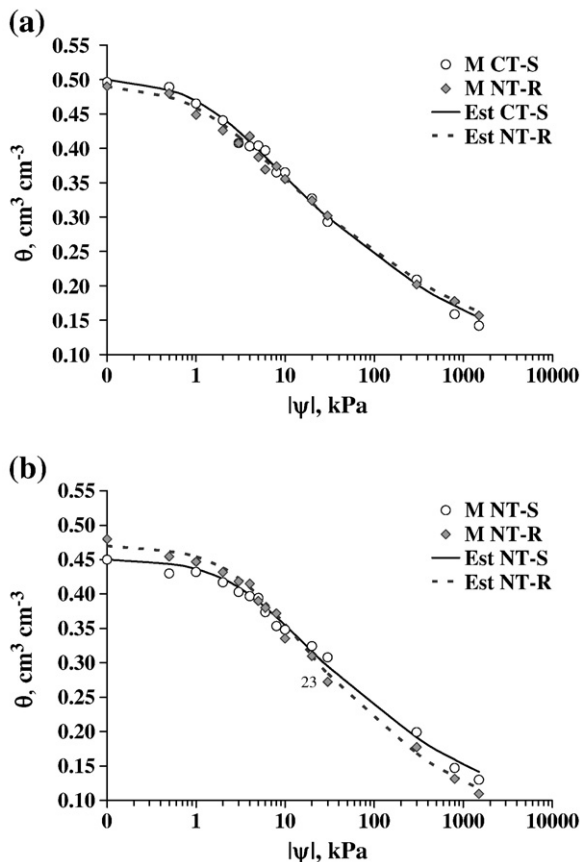 (a)
0.55
0.50
0.45
0.40
0.35
0.30
0.25
0.20
0.15
0.10
θ, cm³ cm⁻³
M CT-S
M NT-R
Est CT-S
Est NT-R
0 1 10 100 1000 10000
|ψ|, kPa
(b)
0.55
0.50
0.45
0.40
0.35
0.30
0.25
0.20
0.15
0.10
θ, cm³ cm⁻³
M NT-S
M NT-R
Est NT-S
Est NT-R
23
0 1 10 100 1000 10000
|ψ|, kPa